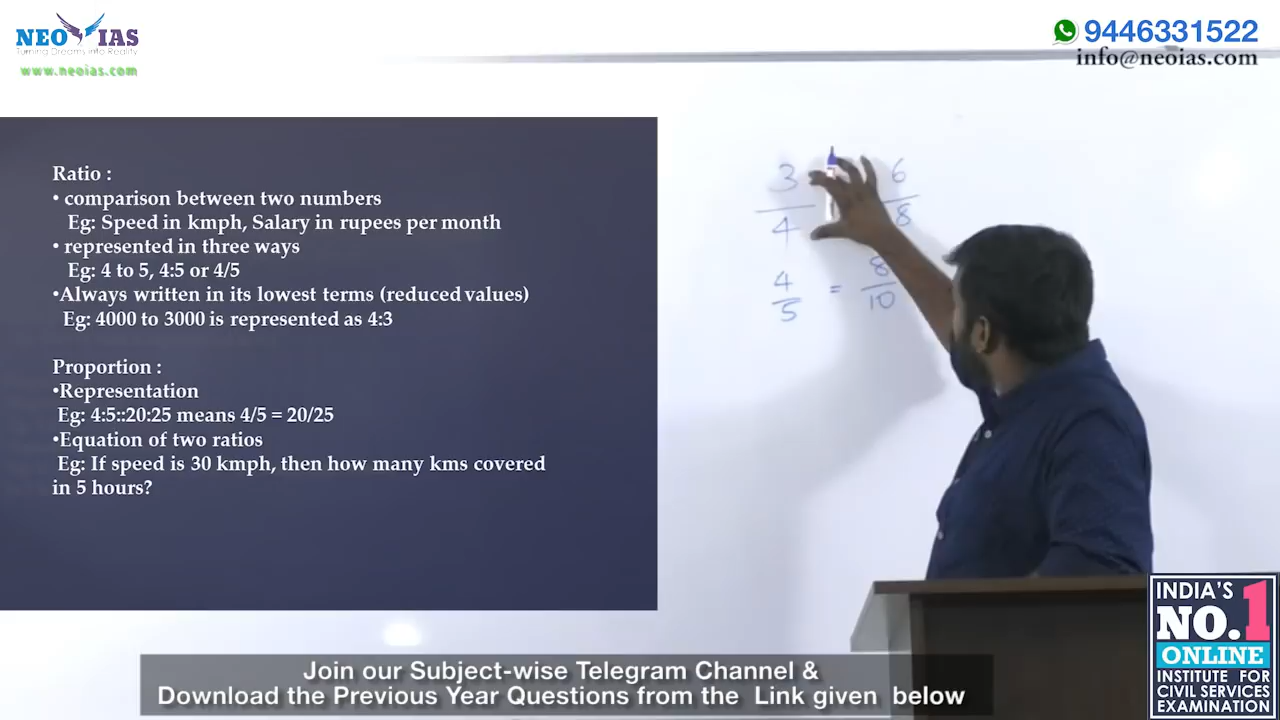 NEO IAS
Turning Dreams into Reality
www.neoias.com
9446331522
info@neoias.com
Ratio :
• comparison between two numbers
Eg: Speed in kmph, Salary in rupees per month
• represented in three ways
Eg: 4 to 5, 4:5 or 4/5
•Always written in its lowest terms (reduced values)
Eg: 4000 to 3000 is represented as 4:3
Proportion :
•Representation
Eg: 4:5::20:25 means 4/5 = 20/25
•Equation of two ratios
Eg: If speed is 30 kmph, then how many kms covered
in 5 hours?
3 6
4 8
4 = 8
5 10
INDIA'S
NO.1
ONLINE
INSTITUTE FOR
CIVIL SERVICES
EXAMINATION
Join our Subject-wise Telegram Channel &
Download the Previous Year Questions from the Link given below